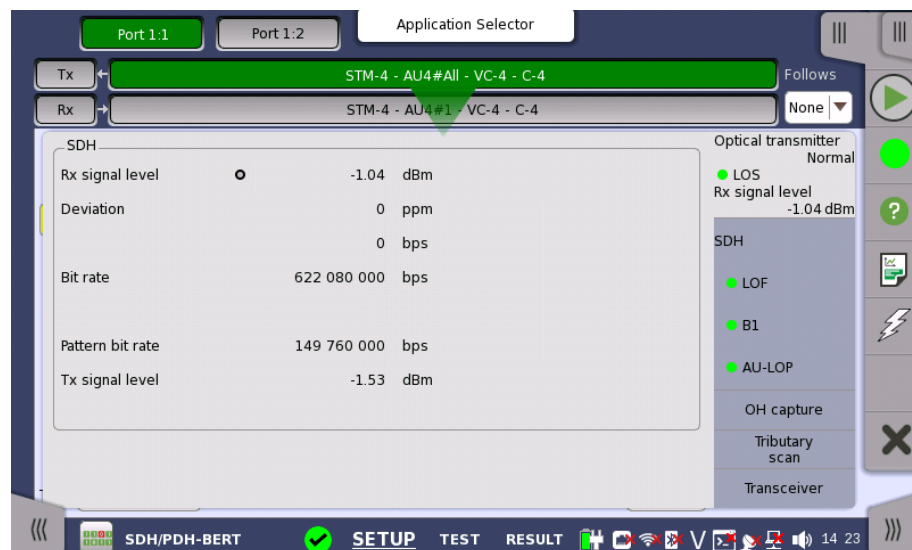 Port 1:1
Port 1:2
Application Selector
Tx
STM-4 - AU4#All - VC-4 - C-4
Follows
Rx
STM-4 - AU4#1 - VC-4 - C-4
None
SDH
Rx signal level -1.04 dBm
Deviation 0 ppm
0 bps
Bit rate 622 080 000 bps
Pattern bit rate 149 760 000 bps
Tx signal level -1.53 dBm
Optical transmitter
Normal
LOS
Rx signal level
-1.04 dBm
SDH
LOF
B1
AU-LOP
OH capture
Tributary
scan
Transceiver
SDH/PDH-BERT SETUP TEST RESULT 14 23